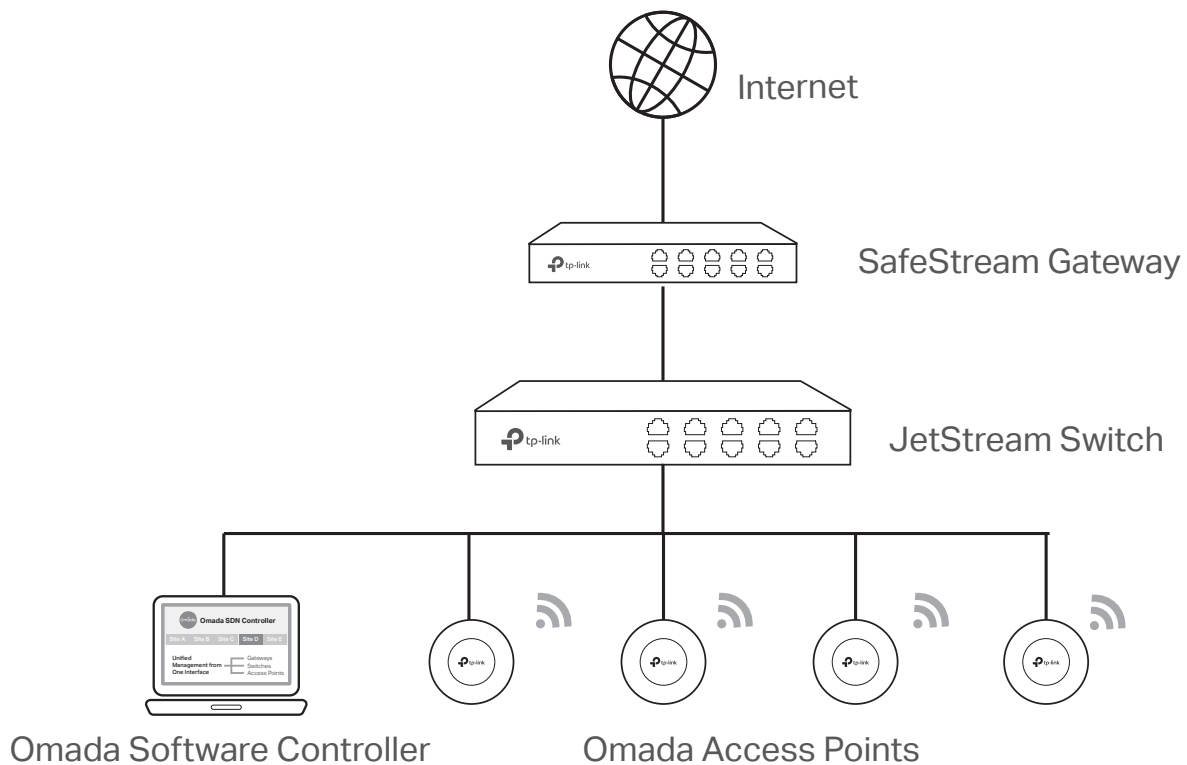 Internet
tp-link
SafeStream Gateway
tp-link
JetStream Switch
omada
Omada SDN Controller
Site A Site B Site C Site D Site E
Unified
Management from
One Interface
Gateways
Switches
Access Points
tp-link
tp-link
tp-link
tp-link
Omada Software Controller
Omada Access Points